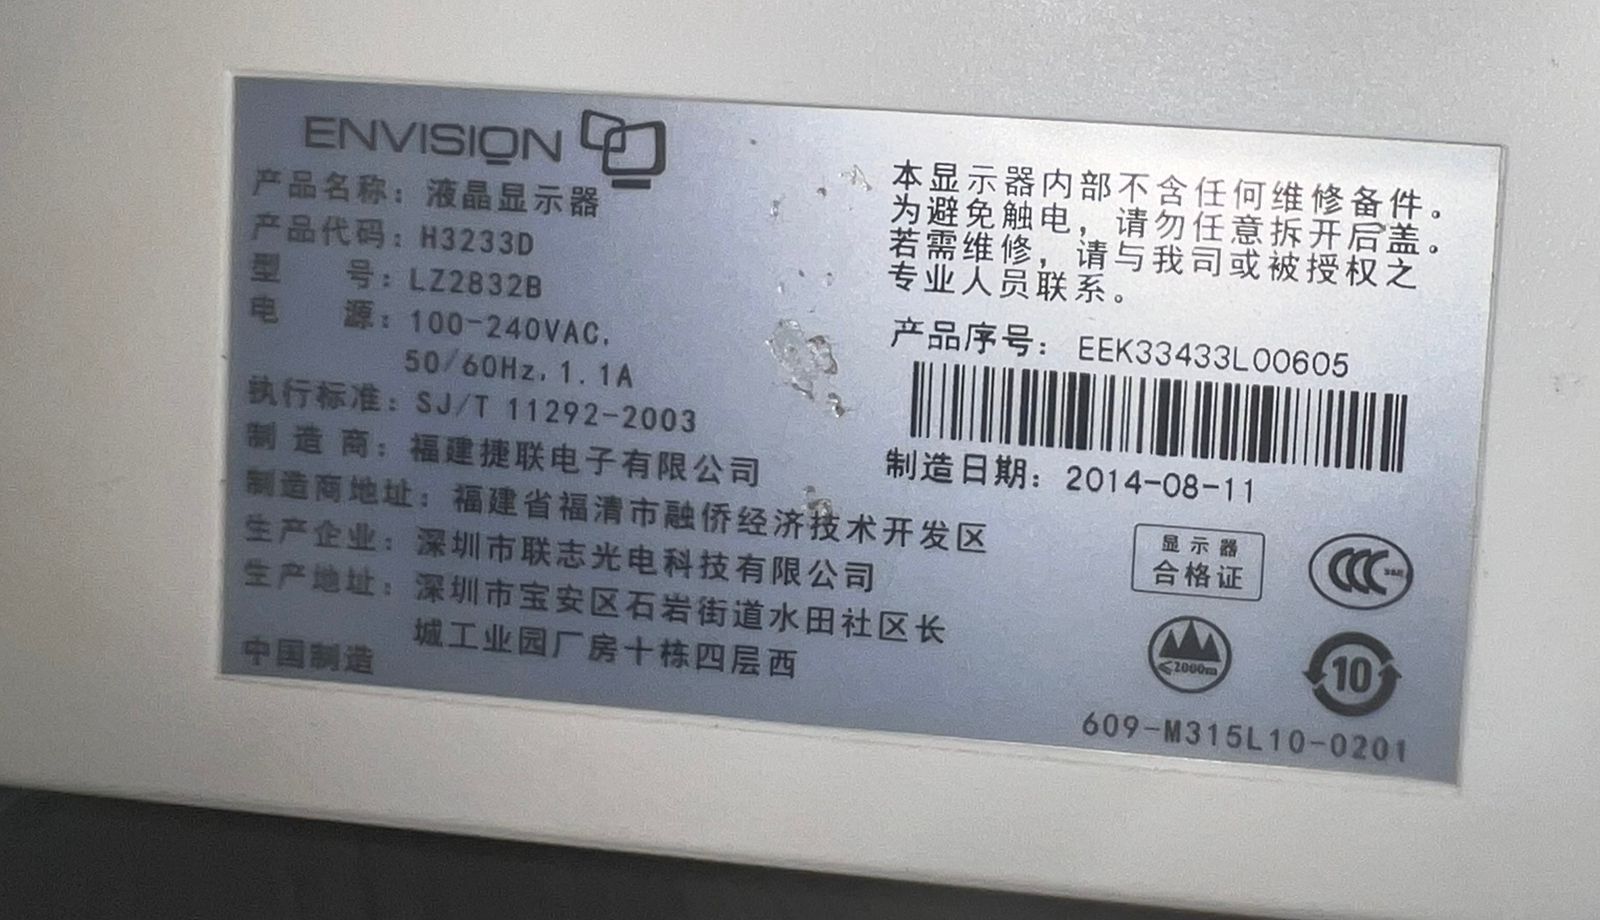 ENVISION
产品名称：液晶显示器
产品代码：H3233D
型 号：LZ2832B
电 源：100-240VAC,
50/60Hz, 1.1A
执行标准：SJ/T 11292-2003
制 造 商：福建捷联电子有限公司
制造商地址：福建省福清市融侨经济技术开发区
生产企业：深圳市联志光电科技有限公司
生产地址：深圳市宝安区石岩街道水田社区长
城工业园厂房十栋四层西
中国制造
本显示器内部不含任何维修备件。
为避免触电，请勿任意拆开后盖。
若需维修，请与我司或被授权之
专业人员联系。
产品序号：EEK33433L00605
制造日期：2014-08-11
显示器
合格证
CCC
≤2000m
10
609-M315L10-0201